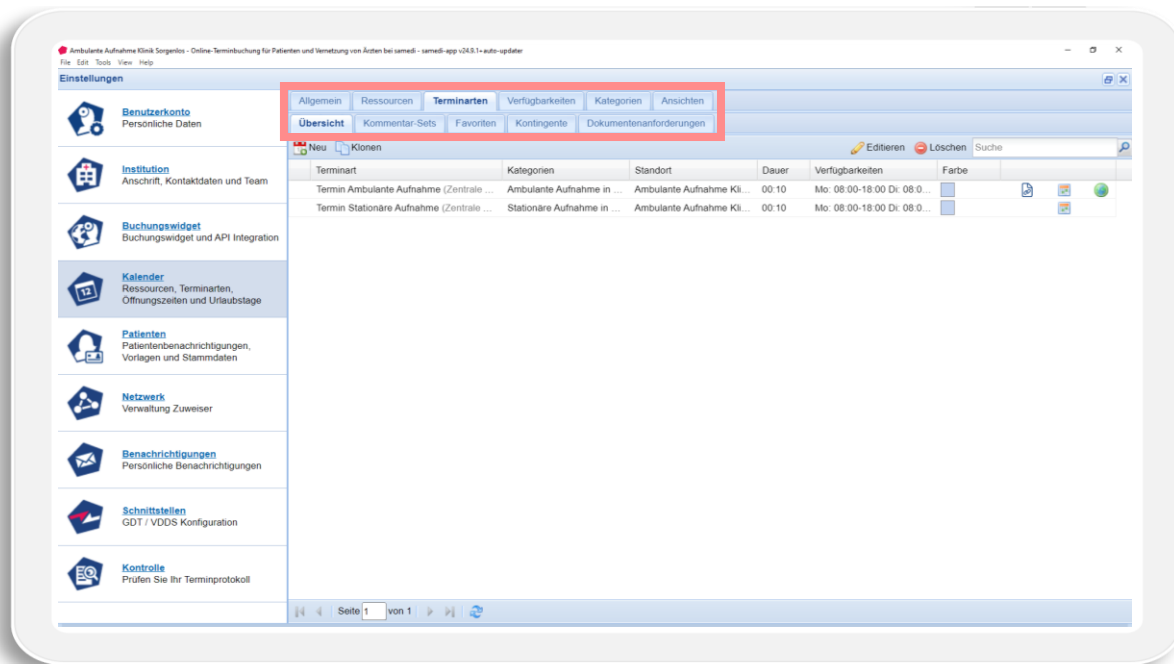 Ambulante Aufnahme Klinik Sorgenlos - Online-Terminbuchung für Patienten und Vernetzung von Ärzten bei samedi - samedi-app v24.9.1+auto-updater
File Edit Tools View Help
Einstellungen
Benutzerkonto
Persönliche Daten
Institution
Anschrift, Kontaktdaten und Team
Buchungswidget
Buchungswidget und API Integration
Kalender
Ressourcen, Terminarten,
Öffnungszeiten und Urlaubstage
Patienten
Patientenbenachrichtigungen,
Vorlagen und Stammdaten
Netzwerk
Verwaltung Zuweiser
Benachrichtigungen
Persönliche Benachrichtigungen
Schnittstellen
GDT / VDDS Konfiguration
Kontrolle
Prüfen Sie Ihr Terminprotokoll
Allgemein Ressourcen Terminarten Verfügbarkeiten Kategorien Ansichten
Übersicht Kommentar-Sets Favoriten Kontingente Dokumentenanforderungen
Neu Klonen Editieren Löschen Suche
Terminart Kategorien Standort Dauer Verfügbarkeiten Farbe
Termin Ambulante Aufnahme (Zentrale ... Ambulante Aufnahme in ... Ambulante Aufnahme Kli... 00:10 Mo: 08:00-18:00 Di: 08:0...
Termin Stationäre Aufnahme (Zentrale ... Stationäre Aufnahme in ... Ambulante Aufnahme Kli... 00:10 Mo: 08:00-18:00 Di: 08:0...
Seite 1 von 1